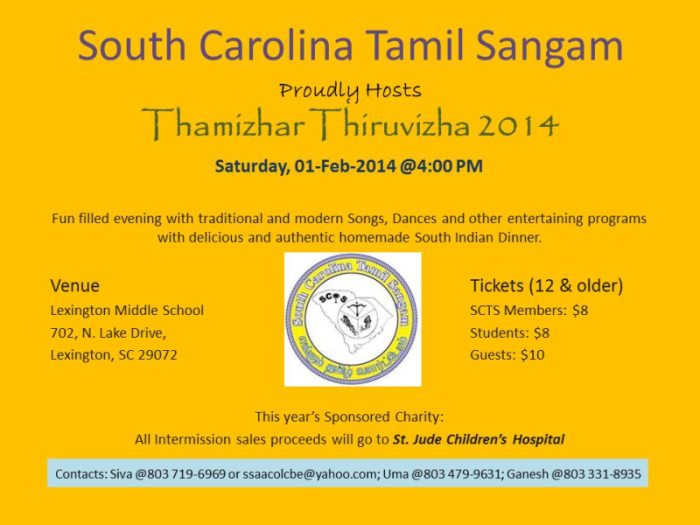 South Carolina Tamil Sangam
Proudly Hosts
Thamizhar Thiruvizha 2014
Saturday, 01-Feb-2014 @4:00 PM
Fun filled evening with traditional and modern Songs, Dances and other entertaining programs
with delicious and authentic homemade South Indian Dinner.
Venue
Lexington Middle School
702, N. Lake Drive,
Lexington, SC 29072
South Carolina Tamil Sangam
SCTS
Tickets (12 & older)
SCTS Members: $8
Students: $8
Guests: $10
This year's Sponsored Charity:
All Intermission sales proceeds will go to St. Jude Children's Hospital
Contacts: Siva @803 719-6969 or ssaacolcbe@yahoo.com; Uma @803 479-9631; Ganesh @803 331-8935